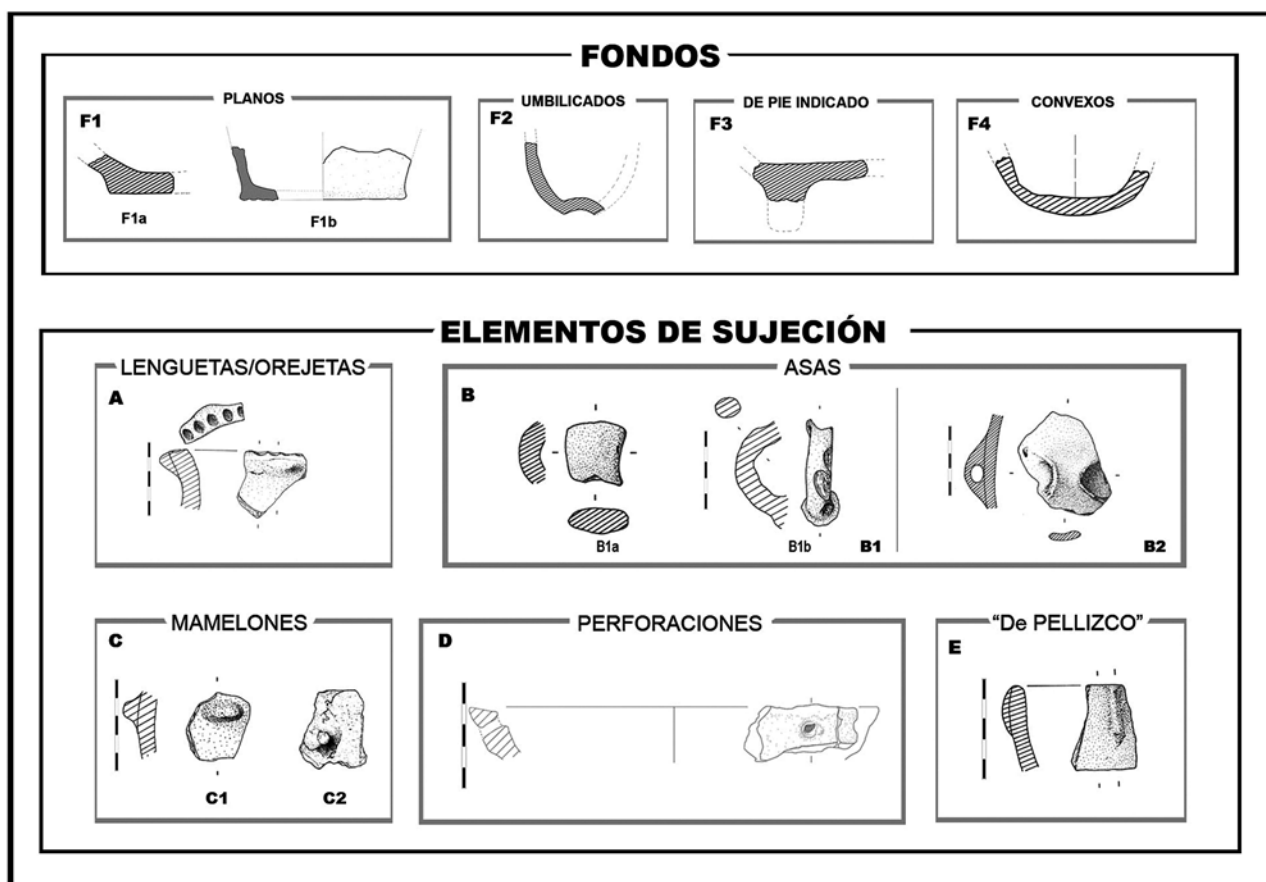 FONDOS
PLANOS
F1
F1a
F1b
UMBILICADOS
F2
DE PIE INDICADO
F3
CONVEXOS
F4
ELEMENTOS DE SUJECIÓN
LENGUETAS/OREJETAS
A
ASAS
B
B1a
B1b
B1
B2
MAMELONES
C
C1
C2
PERFORACIONES
D
“De PELLIZCO”
E